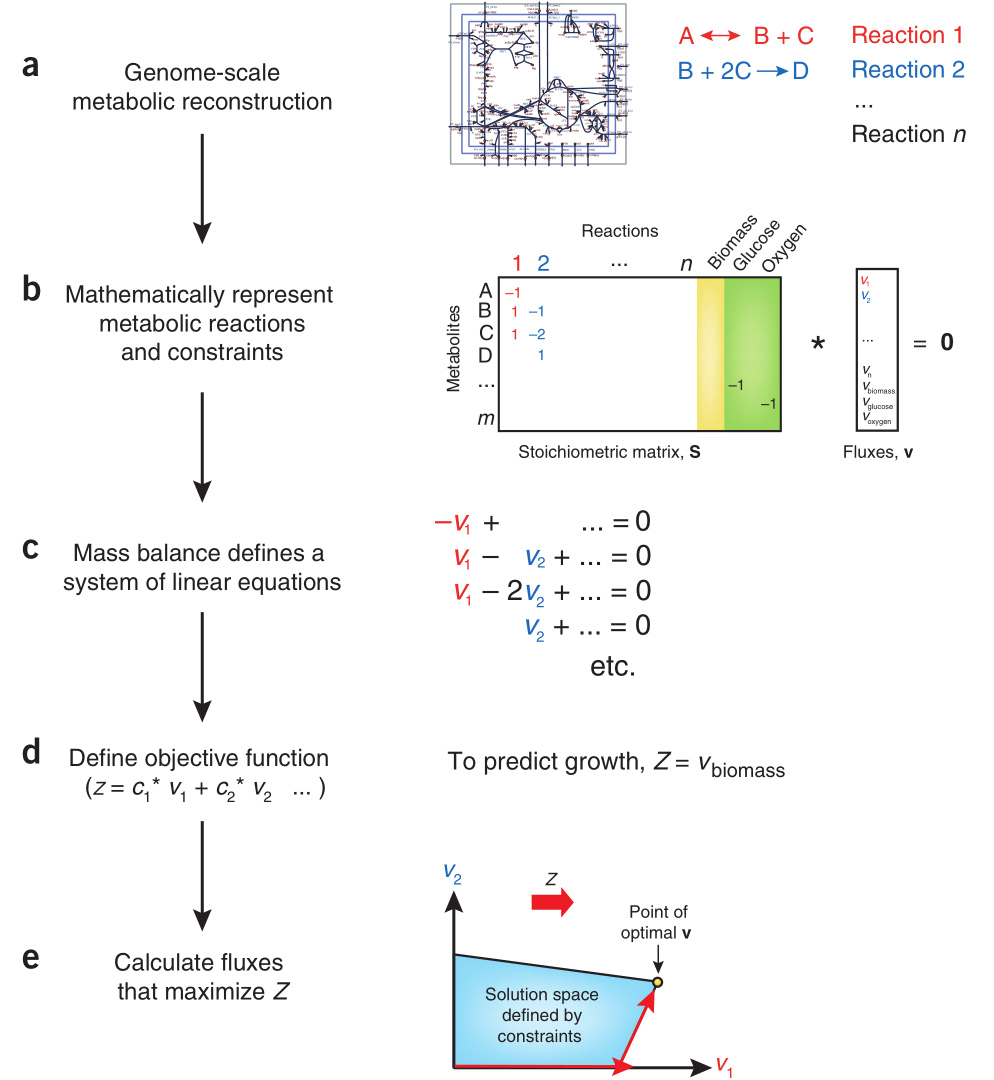 a
Genome-scale
metabolic reconstruction
A ↔ B + C Reaction 1
B + 2C → D Reaction 2
...
Reaction n
b
Mathematically represent
metabolic reactions
and constraints
Reactions
1 2 ... n Biomass Glucose Oxygen
Metabolites
A –1
B 1 –1
C 1 –2
D 1
... –1
–1
m
Stoichiometric matrix, S
*
v₁
v₂
...
vₙ
v_biomass
v_glucose
v_oxygen
= 0
Fluxes, v
c
Mass balance defines a
system of linear equations
–v₁ + ... = 0
v₁ – v₂ + ... = 0
v₁ – 2v₂ + ... = 0
v₂ + ... = 0
etc.
d
Define objective function
(z = c₁* v₁ + c₂* v₂ ... )
To predict growth, Z = v_biomass
e
Calculate fluxes
that maximize Z
v₂
Z
Point of
optimal v
Solution space
defined by
constraints
v₁